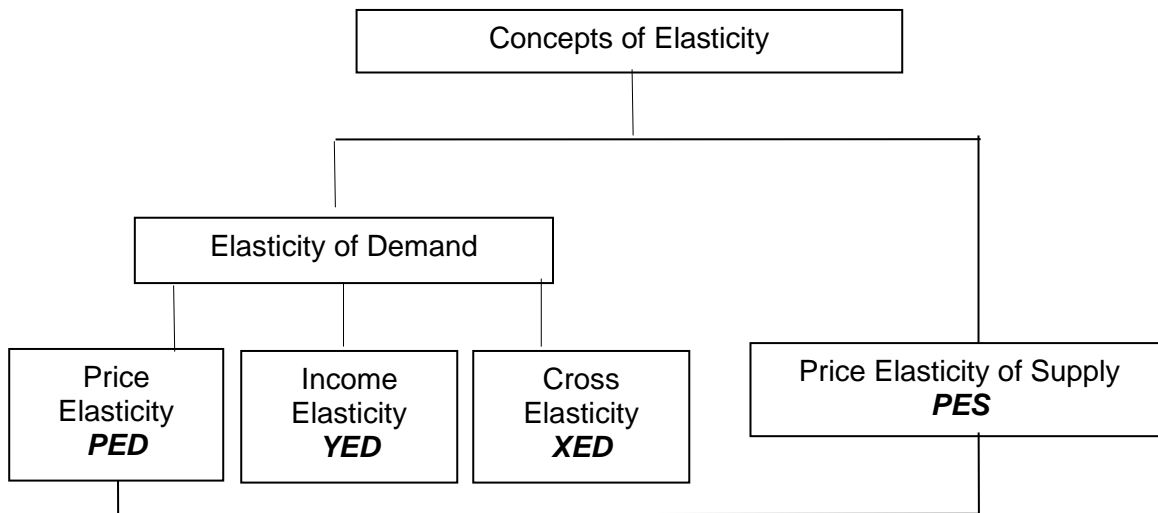 Concepts of Elasticity
Elasticity of Demand
Price
Elasticity
PED
Income
Elasticity
YED
Cross
Elasticity
XED
Price Elasticity of Supply
PES